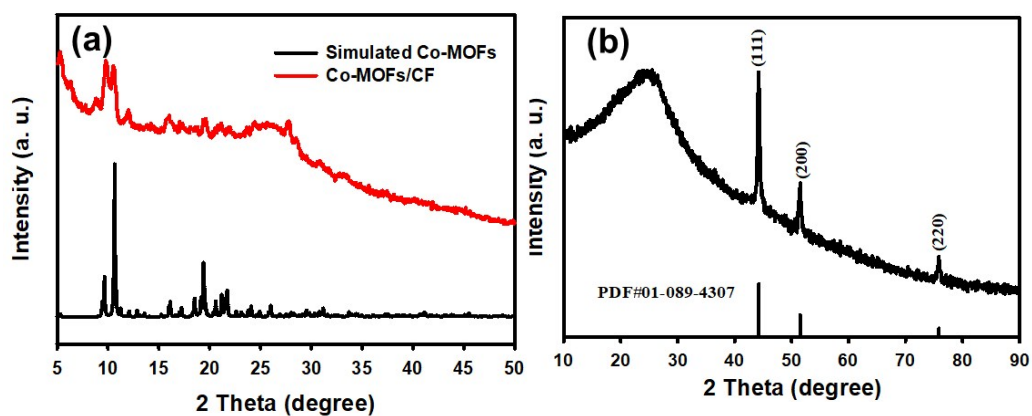 (a)
Simulated Co-MOFs
Co-MOFs/CF
Intensity (a. u.)
5 10 15 20 25 30 35 40 45 50
2 Theta (degree)
(b)
(111)
(200)
(220)
PDF#01-089-4307
Intensity (a. u.)
10 20 30 40 50 60 70 80 90
2 Theta (degree)